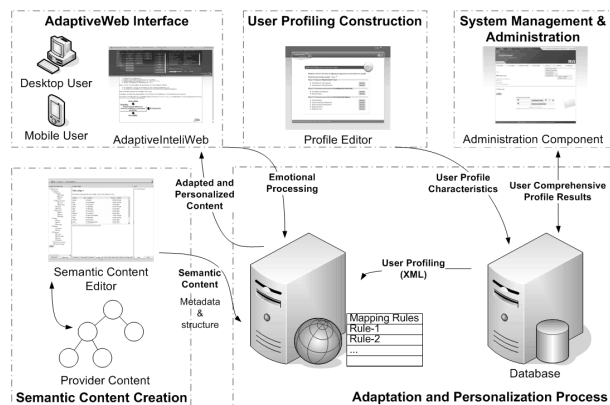 AdaptiveWeb Interface
User Profiling Construction
System Management &
Administration
Desktop User
Mobile User
AdaptiveInteliWeb
Profile Editor
Administration Component
Adapted and
Personalized
Content
Emotional
Processing
User Profile
Characteristics
User Comprehensive
Profile Results
Semantic Content
Editor
Semantic
Content
Metadata
&
structure
User Profiling
(XML)
Mapping Rules
Rule-1
Rule-2
...
Provider Content
Database
Semantic Content Creation
Adaptation and Personalization Process